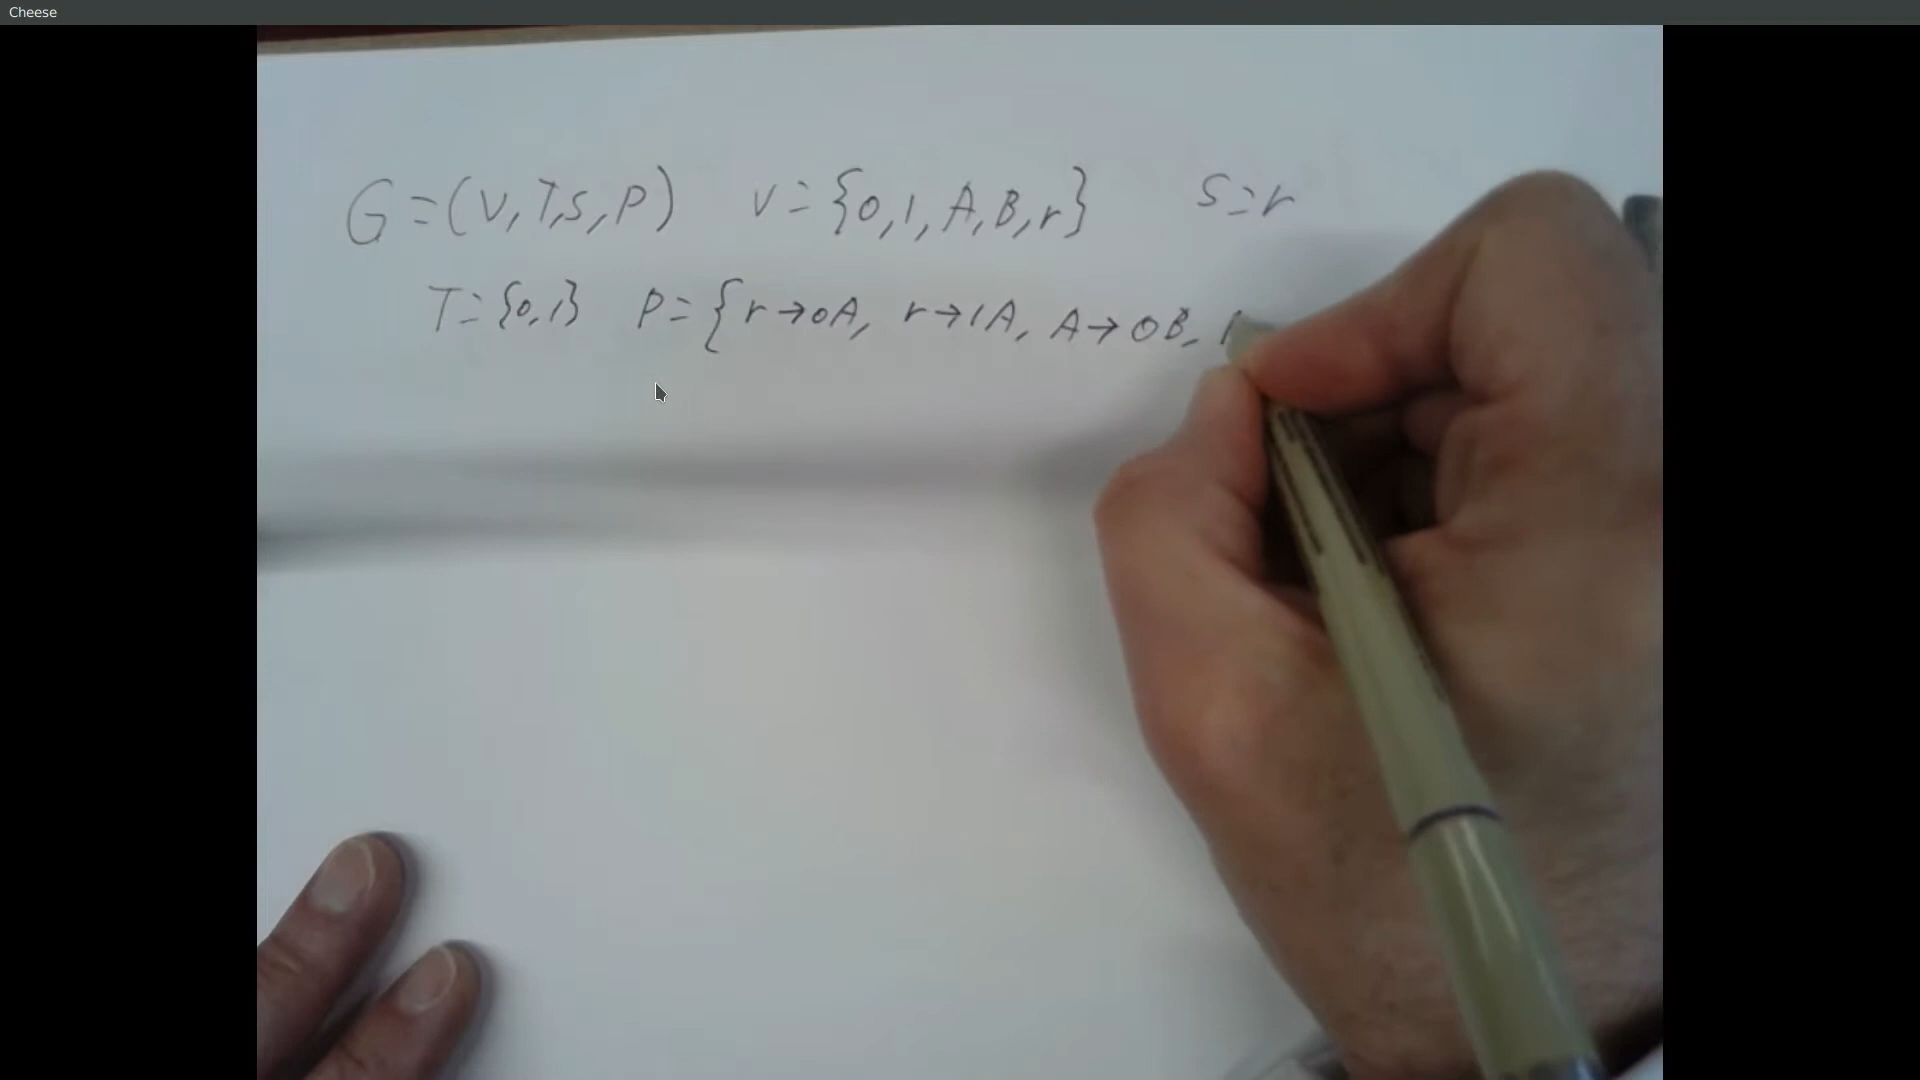 Cheese
G = (V, T, S, P) V = {0, 1, A, B, r} S = r
T = {0, 1} P = { r → 0A, r → 1A, A → 0B,